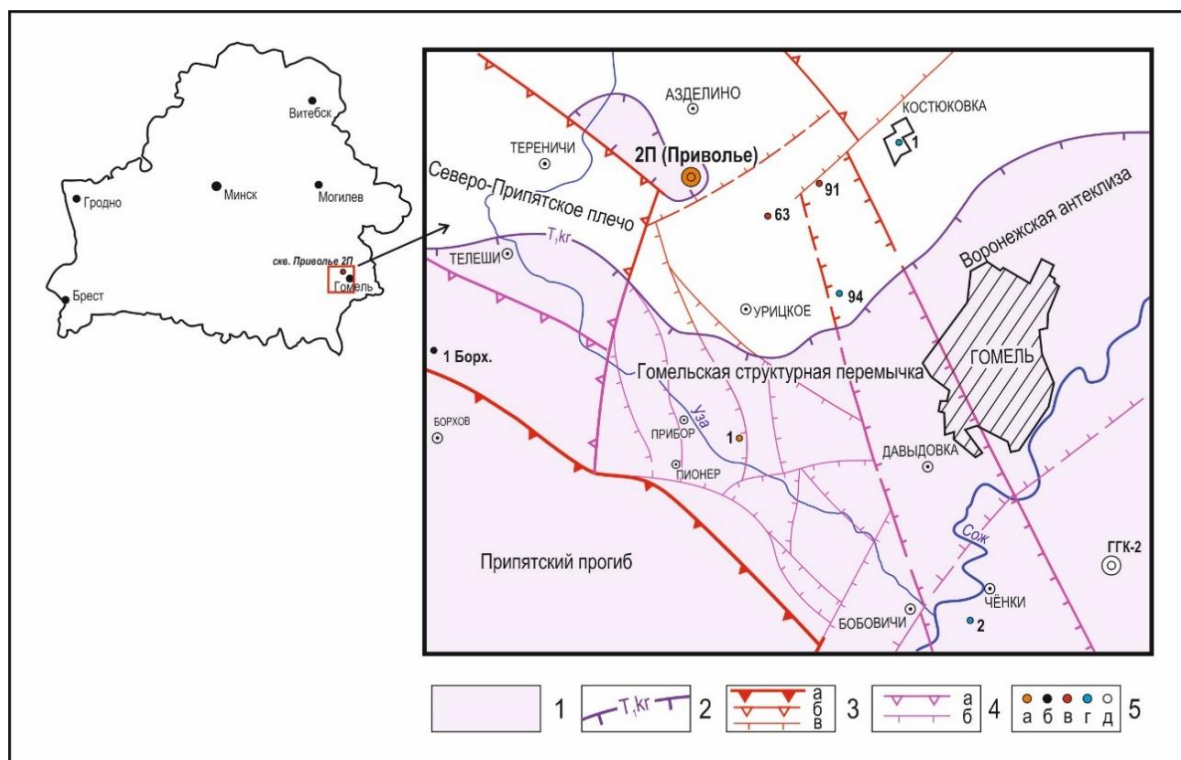 Витебск
Минск
Могилев
Гродно
скв. Приволье 2П
Гомель
Брест
АЗДЕЛИНО
КОСТЮКОВКА
1
ТЕРЕНИЧИ
2П (Приволье)
Северо-Припятское плечо
91
63
Воронежская антеклиза
T₁kr
ТЕЛЕШИ
94
УРИЦКОЕ
1 Борх.
ГОМЕЛЬ
Гомельская структурная перемычка
Уза
БОРХОВ
ПРИБОР
1
ПИОНЕР
ДАВЫДОВКА
Сож
Припятский прогиб
ГГК-2
ЧЁНКИ
БОБОВИЧИ
2
1
T₁kr
2
а
б
в
3
а
б
4
а б в г д
5